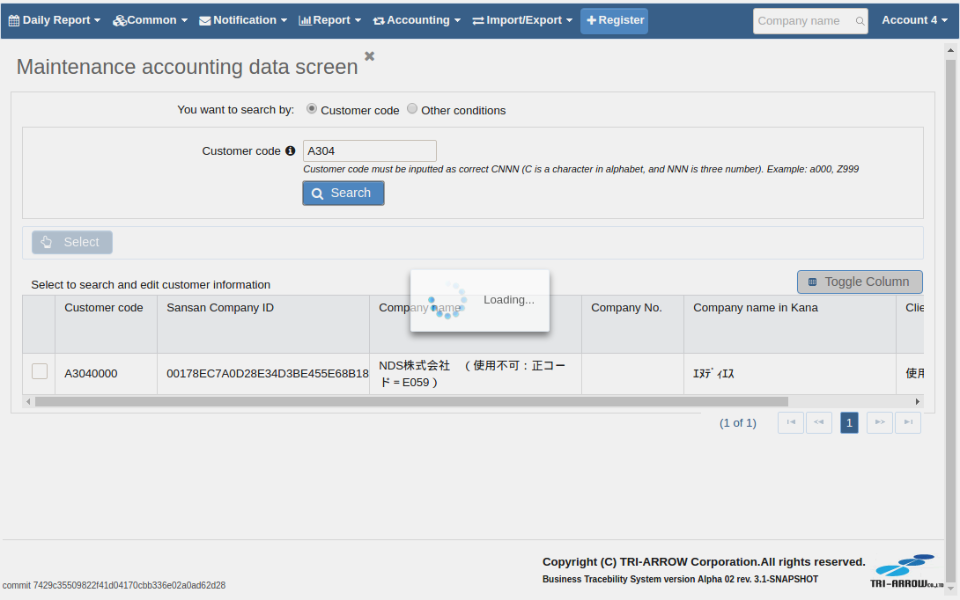 Daily Report Common Notification Report Accounting Import/Export Register Company name Account 4
Maintenance accounting data screen
You want to search by: Customer code Other conditions
Customer code A304
Customer code must be inputted as correct CNNN (C is a character in alphabet, and NNN is three number). Example: a000, Z999
Search
Select
Select to search and edit customer information
Toggle Column
Loading...
Customer code Sansan Company ID Company name Company No. Company name in Kana Clie
A3040000 00178EC7A0D28E34D3BE455E68B18 NDS株式会社 （使用不可：正コー ｴﾇﾃﾞｨｴｽ 使用
ド＝E059）
(1 of 1) 1
Copyright (C) TRI-ARROW Corporation.All rights reserved.
Business Tracebility System version Alpha 02 rev. 3.1-SNAPSHOT
TRI-ARROW CO.,LTD
commit 7429c35509822f41d04170cbb336e02a0ad62d28